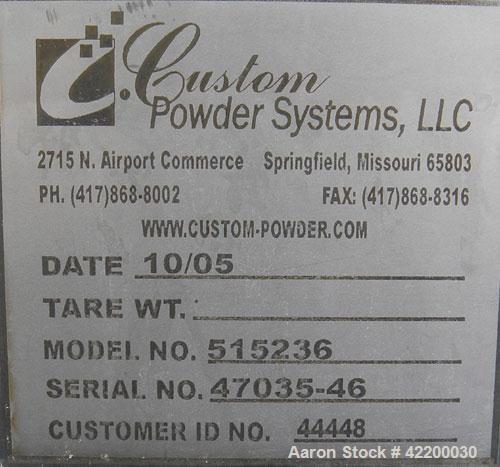 Custom
Powder Systems, LLC
2715 N. Airport Commerce Springfield, Missouri 65803
PH. (417)868-8002 FAX: (417)868-8316
WWW.CUSTOM-POWDER.COM
DATE 10/05
TARE WT.
MODEL NO. 515236
SERIAL NO. 47035-46
CUSTOMER ID NO. 44448
Aaron Stock # 42200030